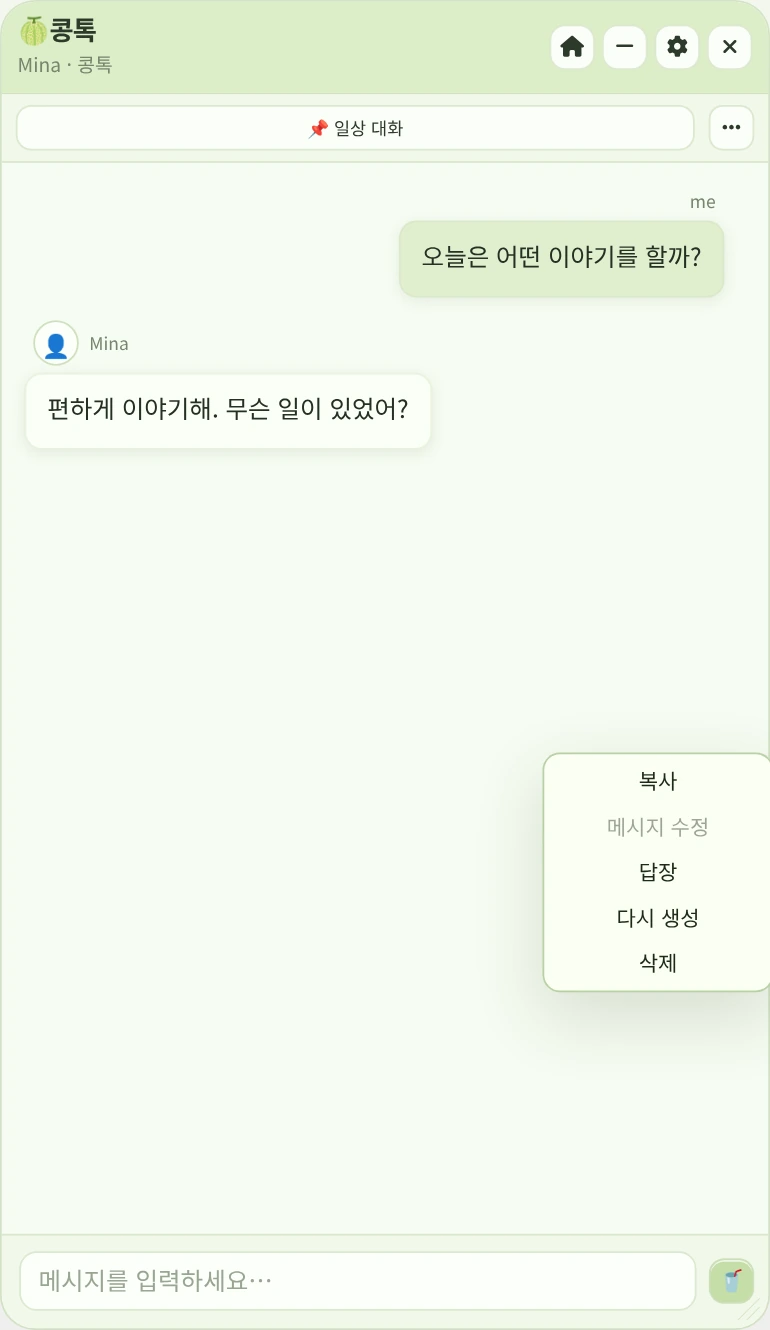 콩톡
Mina · 콩톡
일상 대화
me
오늘은 어떤 이야기를 할까?
Mina
편하게 이야기해. 무슨 일이 있었어?
복사
메시지 수정
답장
다시 생성
삭제
메시지를 입력하세요…